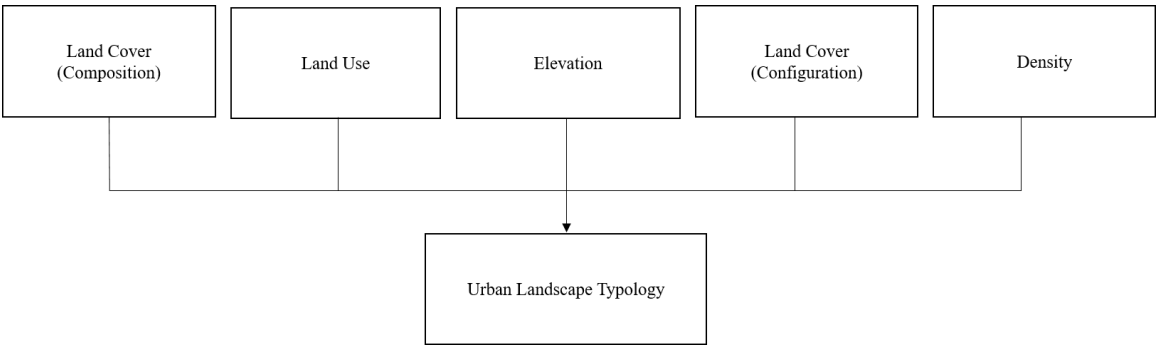 Land Cover
(Composition)
Land Use
Elevation
Land Cover
(Configuration)
Density
Urban Landscape Typology